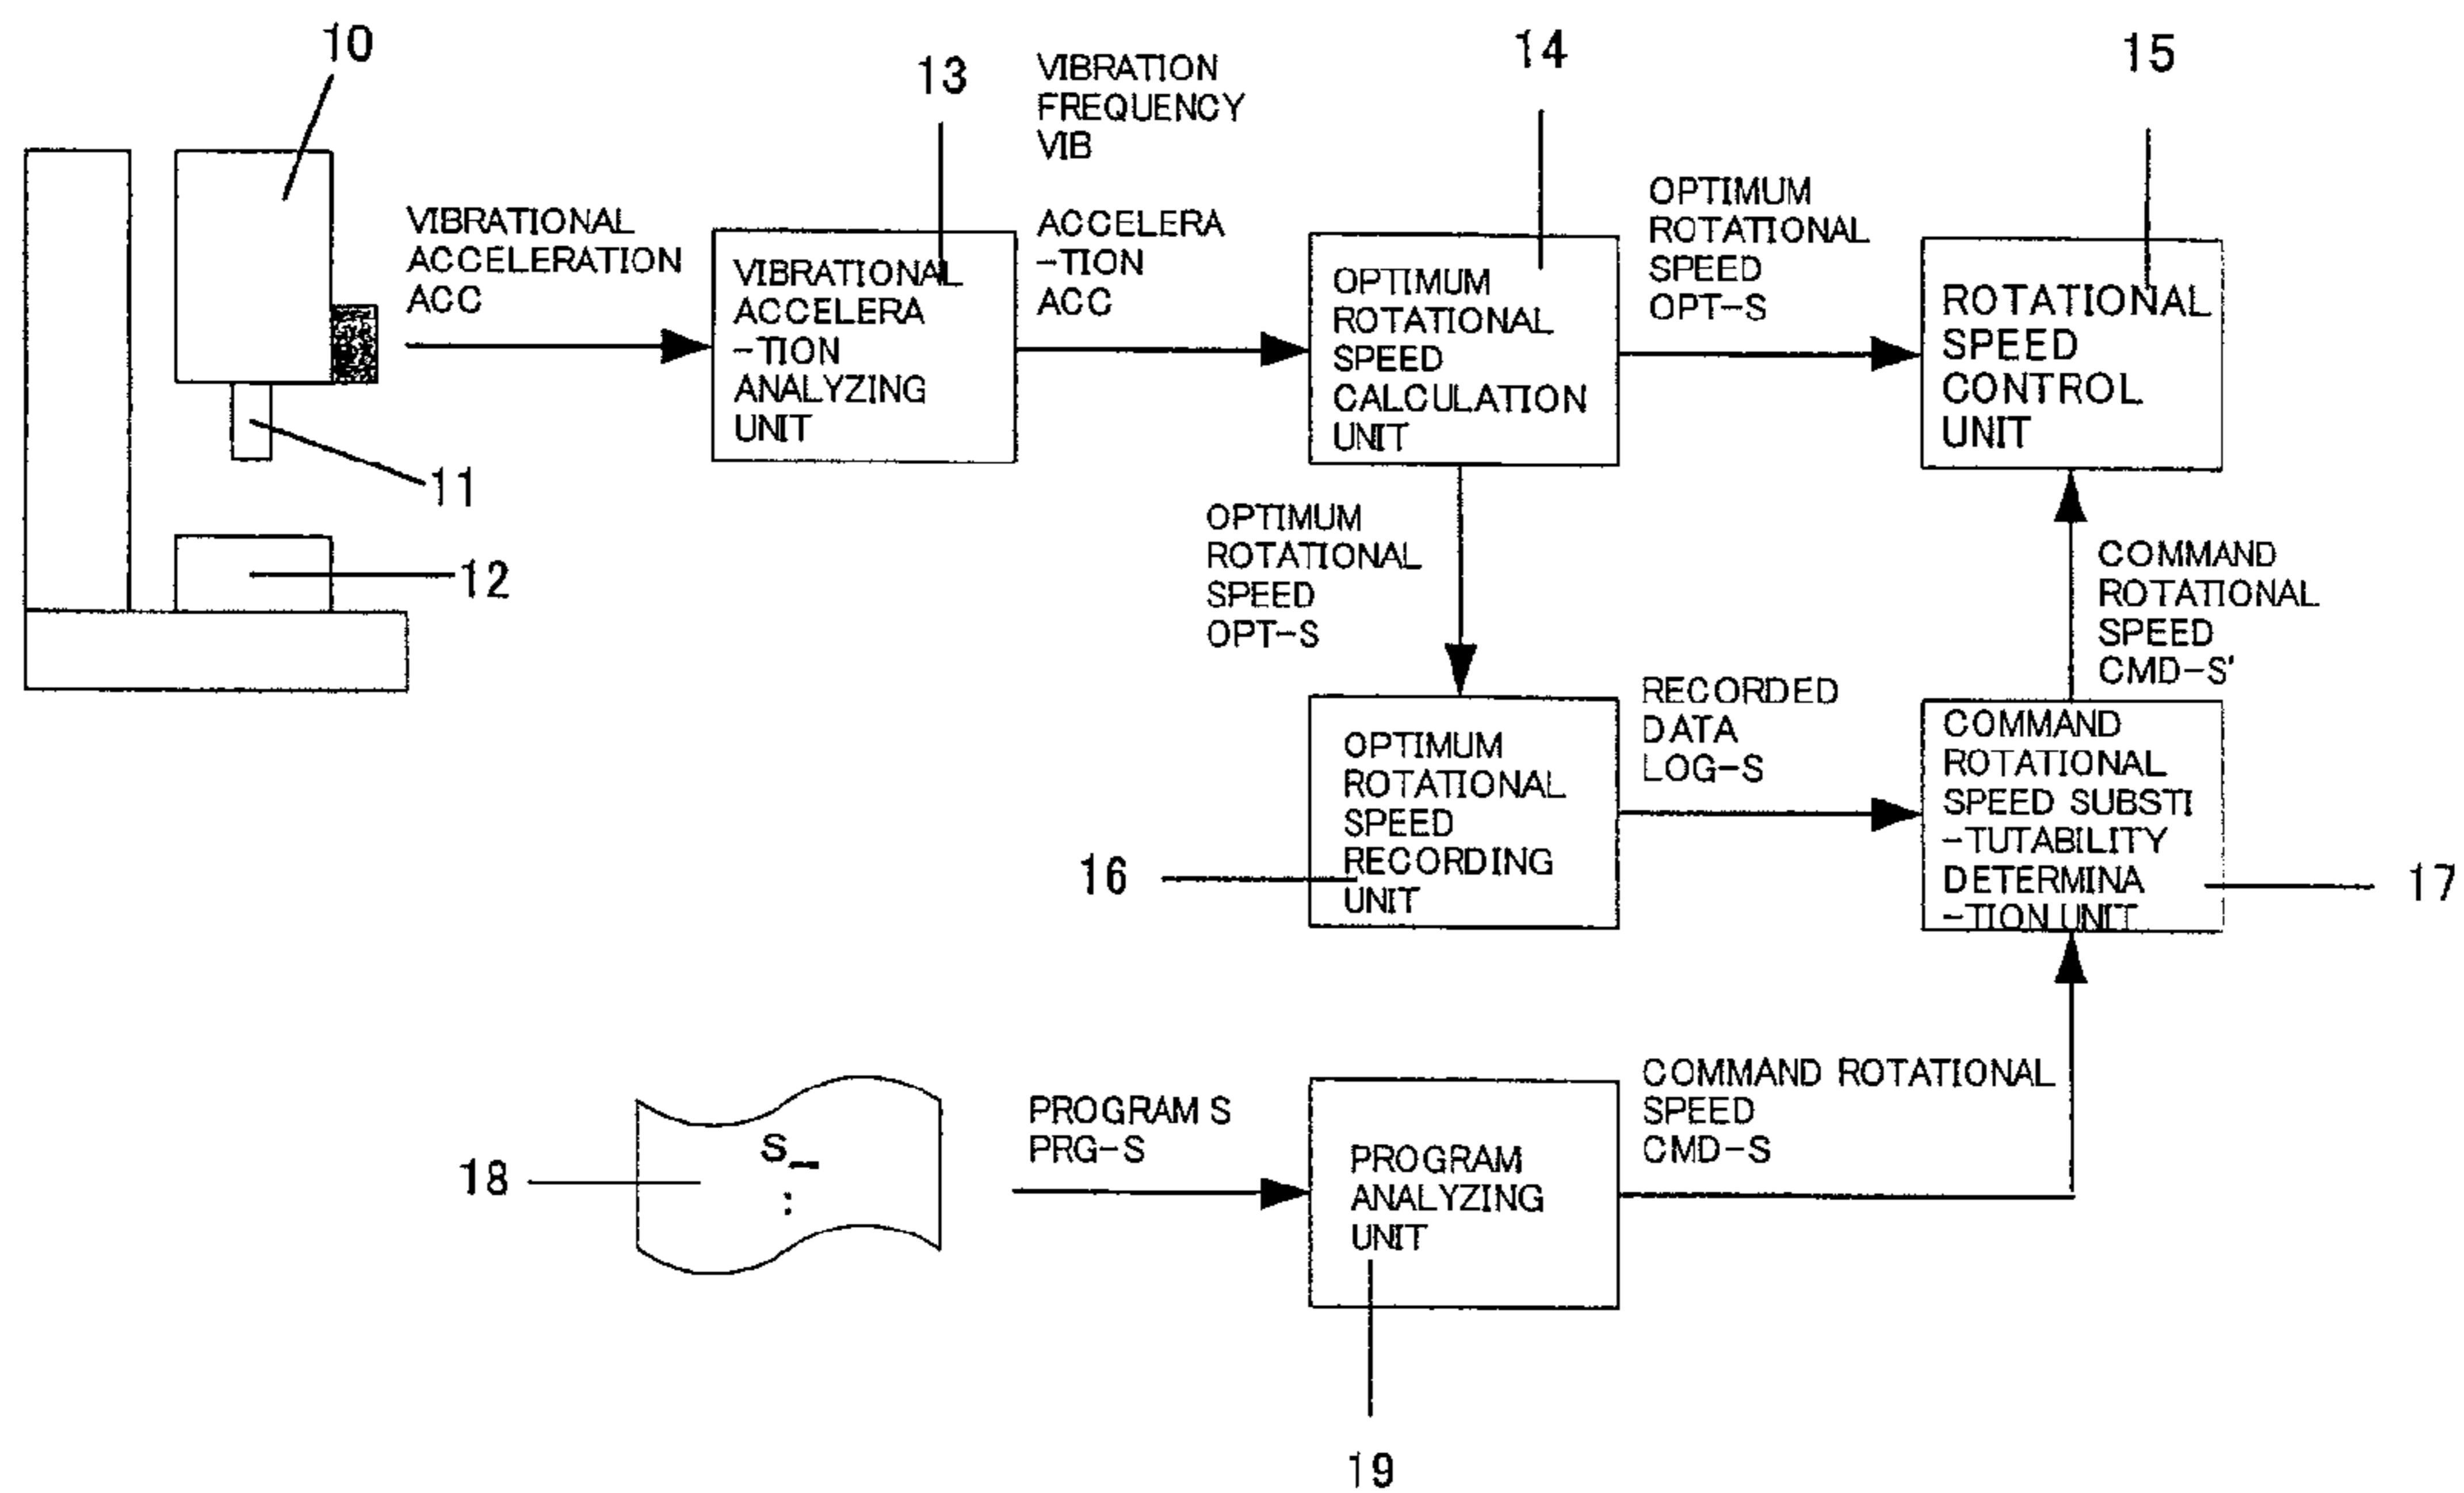 10
13
VIBRATION
FREQUENCY
VIB
14
15
VIBRATIONAL
ACCELERATION
ACC
ACCELERA
-TION
ACC
OPTIMUM
ROTATIONAL
SPEED
OPT-S
VIBRATIONAL
ACCELERA
-TION
ANALYZING
UNIT
OPTIMUM
ROTATIONAL
SPEED
CALCULATION
UNIT
ROTATIONAL
SPEED
CONTROL
UNIT
11
12
OPTIMUM
ROTATIONAL
SPEED
OPT-S
COMMAND
ROTATIONAL
SPEED
CMD-S'
OPTIMUM
ROTATIONAL
SPEED
RECORDING
UNIT
16
RECORDED
DATA
LOG-S
COMMAND
ROTATIONAL
SPEED SUBSTI
-TUTABILITY
DETERMINA
-TION UNIT
17
18
S_
:
PROGRAM S
PRG-S
PROGRAM
ANALYZING
UNIT
COMMAND ROTATIONAL
SPEED
CMD-S
19